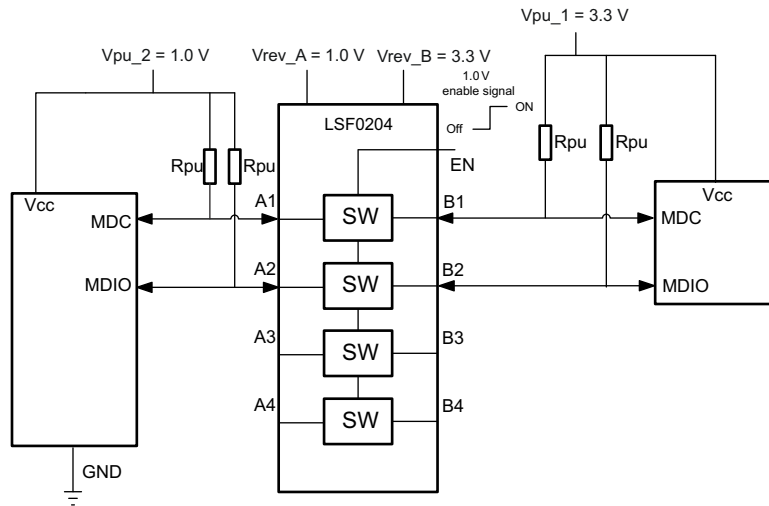 Vpu_1 = 3.3 V
Vpu_2 = 1.0 V
Vrev_A = 1.0 V
Vrev_B = 3.3 V
1.0 V
enable signal
ON
Off
LSF0204
EN
Rpu
Rpu
Rpu
Rpu
Vcc
Vcc
MDC
A1
SW
B1
MDC
MDIO
A2
SW
B2
MDIO
A3
SW
B3
A4
SW
B4
GND